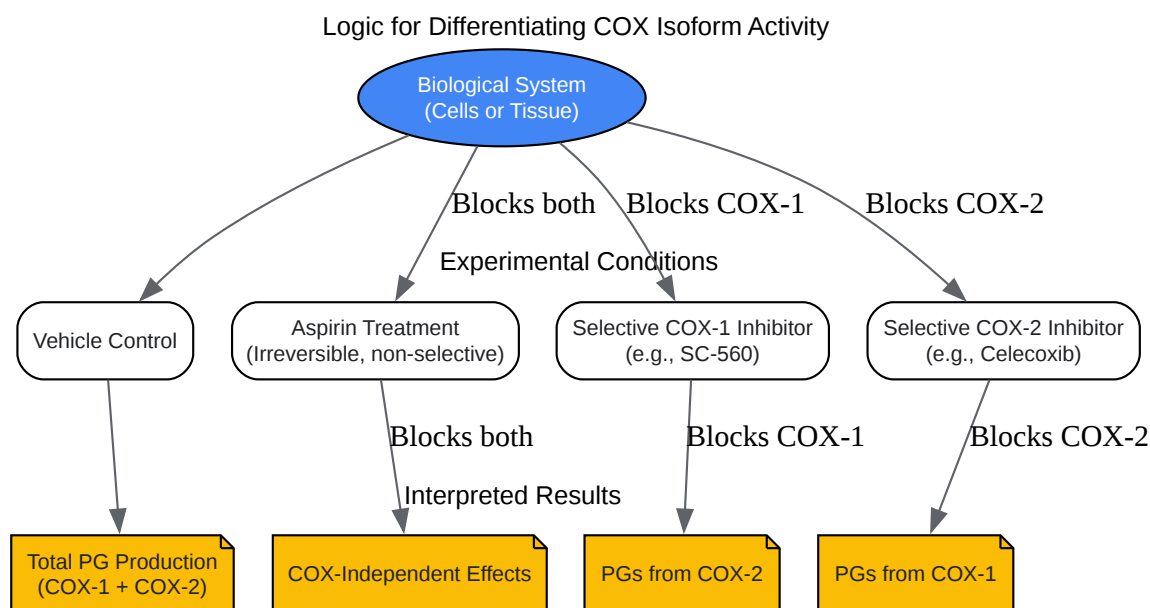 Logic for Differentiating COX Isoform Activity
Biological System
(Cells or Tissue)
Blocks both
Blocks COX-1
Blocks COX-2
Experimental Conditions
Vehicle Control
Aspirin Treatment
(Irreversible, non-selective)
Selective COX-1 Inhibitor
(e.g., SC-560)
Selective COX-2 Inhibitor
(e.g., Celecoxib)
Blocks both
Blocks COX-1
Blocks COX-2
Interpreted Results
Total PG Production
(COX-1 + COX-2)
COX-Independent Effects
PGs from COX-2
PGs from COX-1